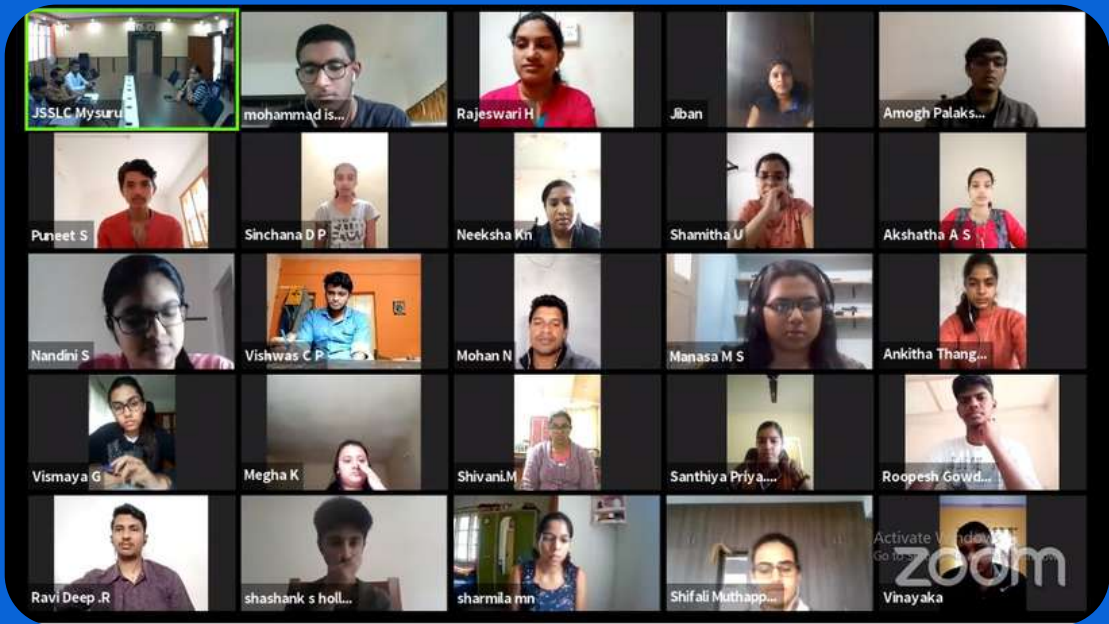 JSSLC Mysuru
mohammad is...
Rajeswari H
Jiban
Amogh Palaks...
Puneet S
Sinchana D P
Neeksha Kn
Shamitha U
Akshatha A S
Nandini S
Vishwas C P
Mohan N
Manasa M S
Ankitha Thang...
Vismaya G
Megha K
Shivani.M
Santhiya Priya....
Roopesh Gowd...
Ravi Deep .R
shashank s holl...
sharmila mn
Shifali Muthapp...
Activate Windows
Go to
zoom
Vinayaka